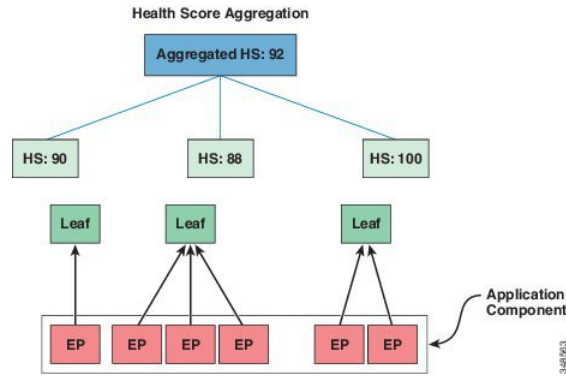 Health Score Aggregation
Aggregated HS: 92
HS: 90
HS: 88
HS: 100
Leaf
Leaf
Leaf
Application
Component
EP
EP
EP
EP
EP
EP
348563